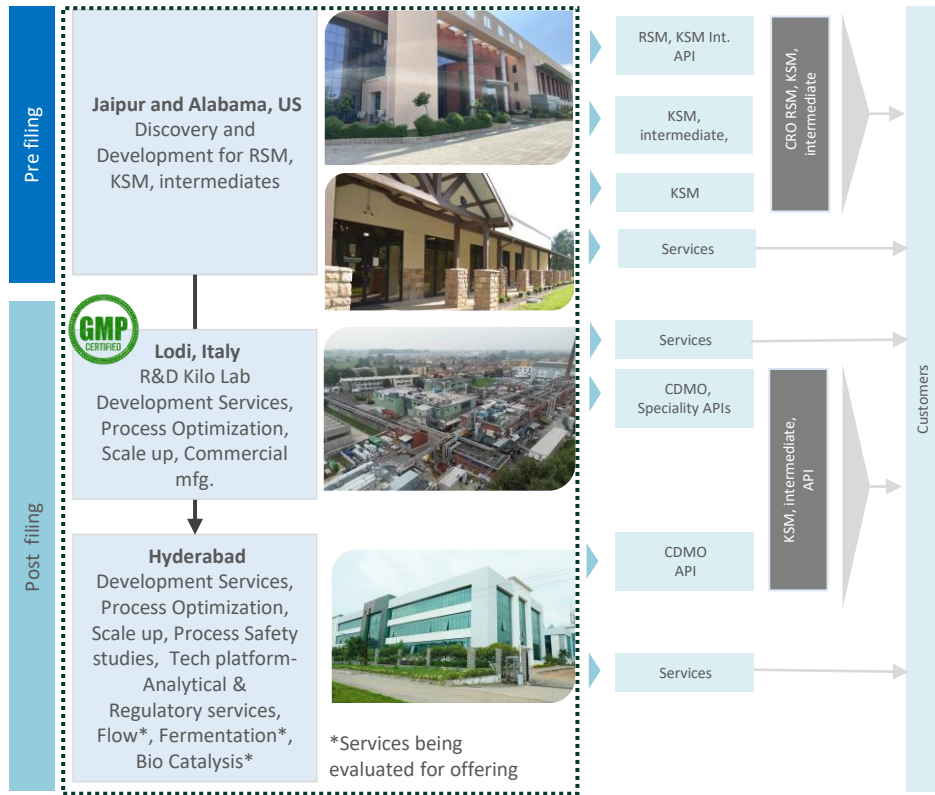 Pre filing
Jaipur and Alabama, US
Discovery and
Development for RSM,
KSM, intermediates
RSM, KSM Int.
API
KSM,
intermediate,
KSM
Services
CRO RSM, KSM,
intermediate
Customers
Post filing
GMP
CERTIFIED
Lodi, Italy
R&D Kilo Lab
Development Services,
Process Optimization,
Scale up, Commercial
mfg.
Services
CDMO,
Speciality APIs
KSM, intermediate,
API
Hyderabad
Development Services,
Process Optimization,
Scale up, Process Safety
studies, Tech platform-
Analytical &
Regulatory services,
Flow*, Fermentation*,
Bio Catalysis*
CDMO
API
Services
*Services being
evaluated for offering